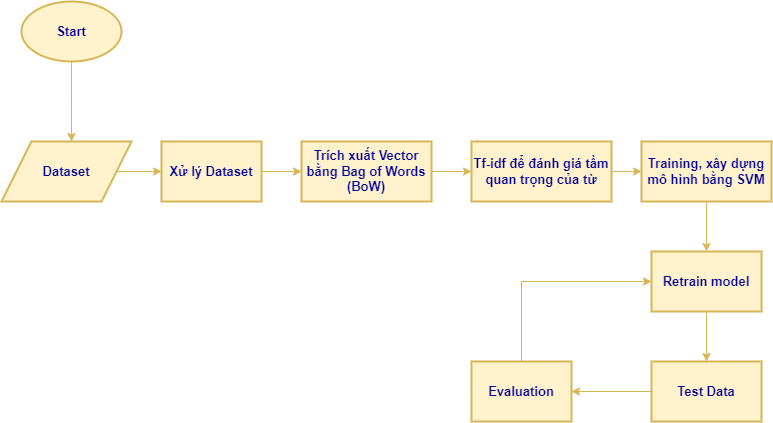 Start
Dataset
Xử lý Dataset
Trích xuất Vector
bằng Bag of Words
(BoW)
Tf-idf để đánh giá tầm
quan trọng của từ
Training, xây dựng
mô hình bằng SVM
Retrain model
Test Data
Evaluation